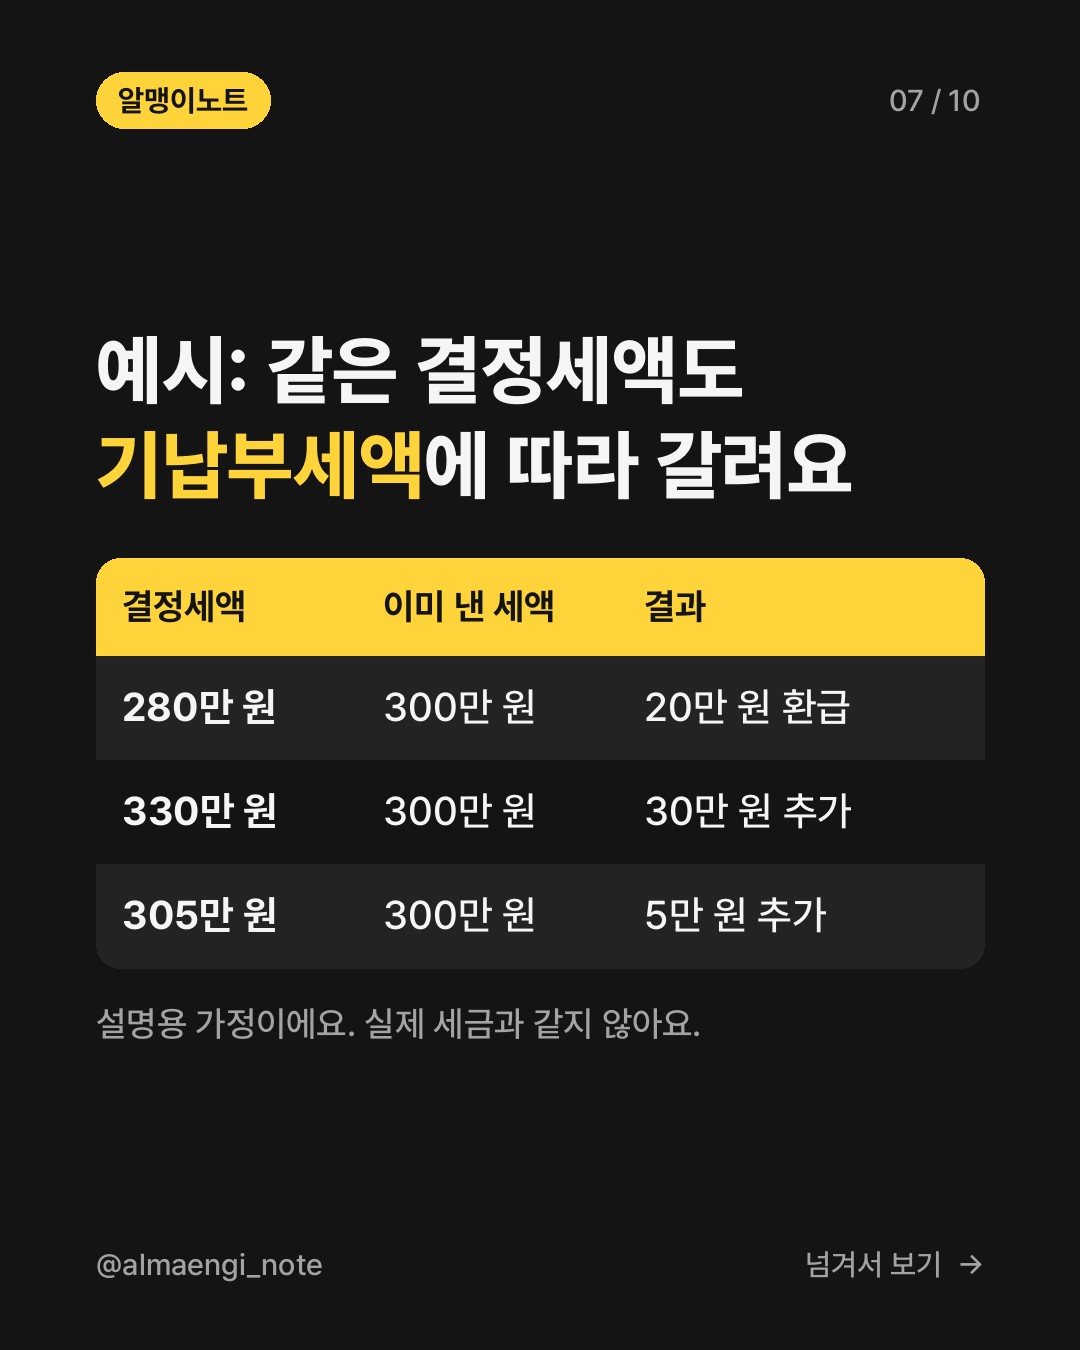 알맹이노트
07 / 10
예시: 같은 결정세액도
기납부세액에 따라 갈려요
결정세액 이미 낸 세액 결과
280만 원 300만 원 20만 원 환급
330만 원 300만 원 30만 원 추가
305만 원 300만 원 5만 원 추가
설명용 가정이에요. 실제 세금과 같지 않아요.
@almaengi_note
넘겨서 보기 →